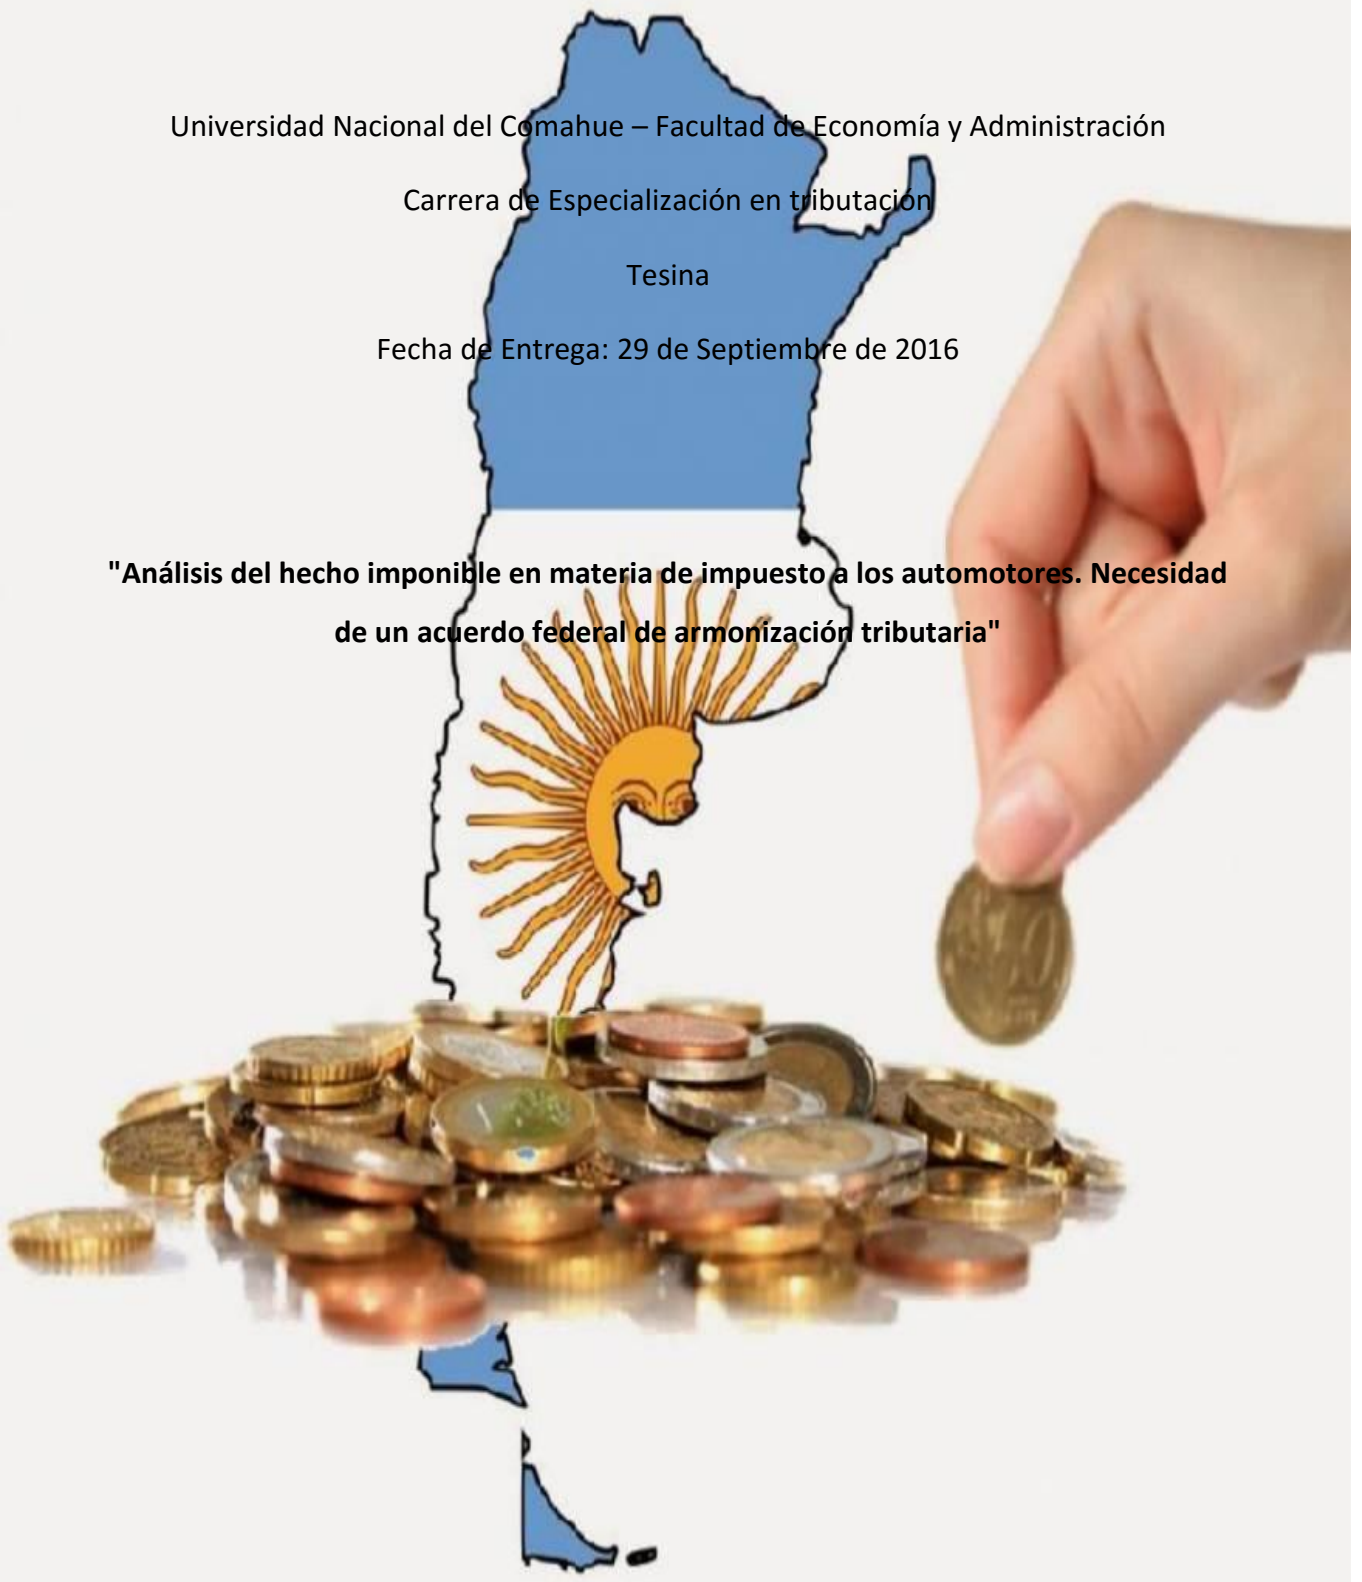 Universidad Nacional del Comahue – Facultad de Economía y Administración
Carrera de Especialización en tributación
Tesina
Fecha de Entrega: 29 de Septiembre de 2016
"Análisis del hecho imponible en materia de impuesto a los automotores. Necesidad
de un acuerdo federal de armonización tributaria"
10